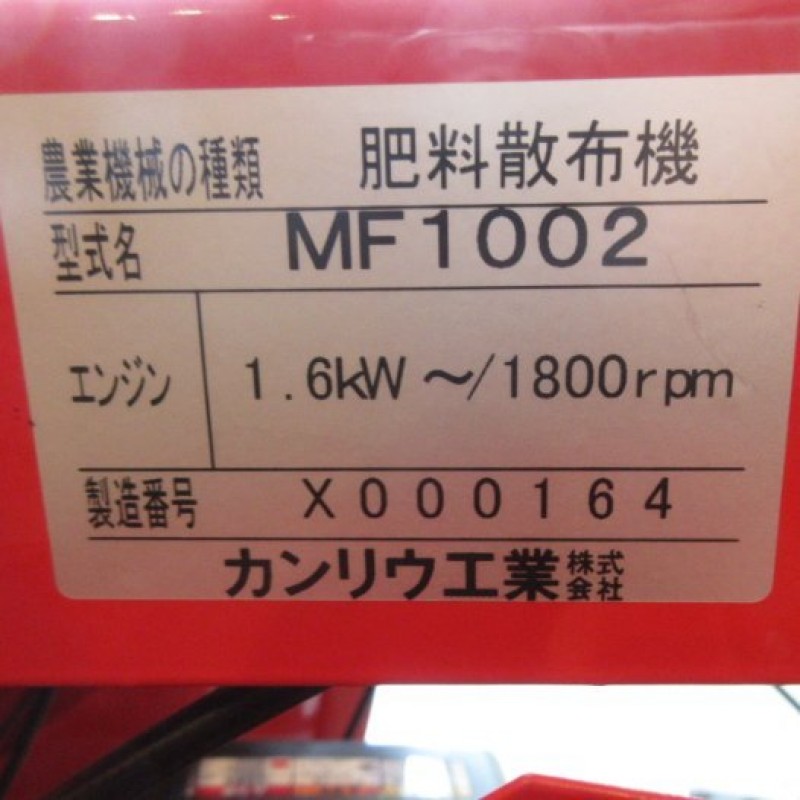 農業機械の種類 肥料散布機
型式名 MF1002
エンジン 1.6kW ～/1800rpm
製造番号 X000164
カンリウ工業株式会社